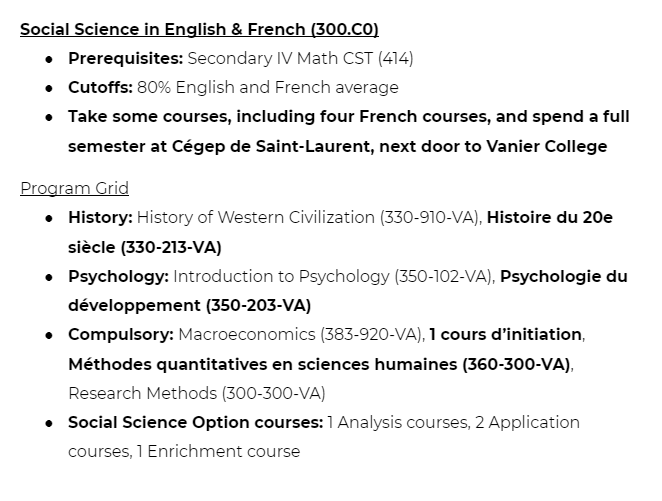 Social Science in English & French (300.C0)
● Prerequisites: Secondary IV Math CST (414)
● Cutoffs: 80% English and French average
● Take some courses, including four French courses, and spend a full
semester at Cégep de Saint-Laurent, next door to Vanier College
Program Grid
● History: History of Western Civilization (330-910-VA), Histoire du 20e
siècle (330-213-VA)
● Psychology: Introduction to Psychology (350-102-VA), Psychologie du
développement (350-203-VA)
● Compulsory: Macroeconomics (383-920-VA), 1 cours d’initiation,
Méthodes quantitatives en sciences humaines (360-300-VA),
Research Methods (300-300-VA)
● Social Science Option courses: 1 Analysis courses, 2 Application
courses, 1 Enrichment course